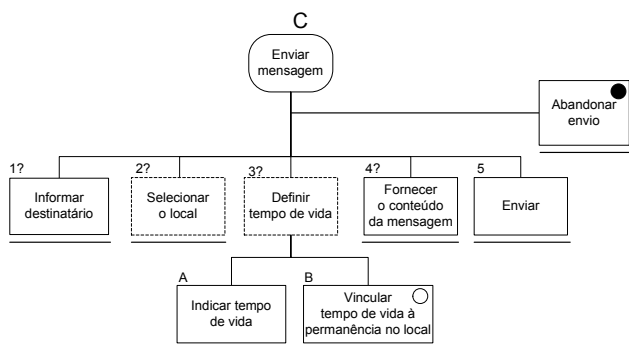 C
Enviar
mensagem
Abandonar
envio
1?
2?
3?
4?
5
Informar
destinatário
Selecionar
o local
Definir
tempo de vida
Fornecer
o conteúdo
da mensagem
Enviar
A
B
Indicar tempo
de vida
Vincular
tempo de vida à
permanência no local